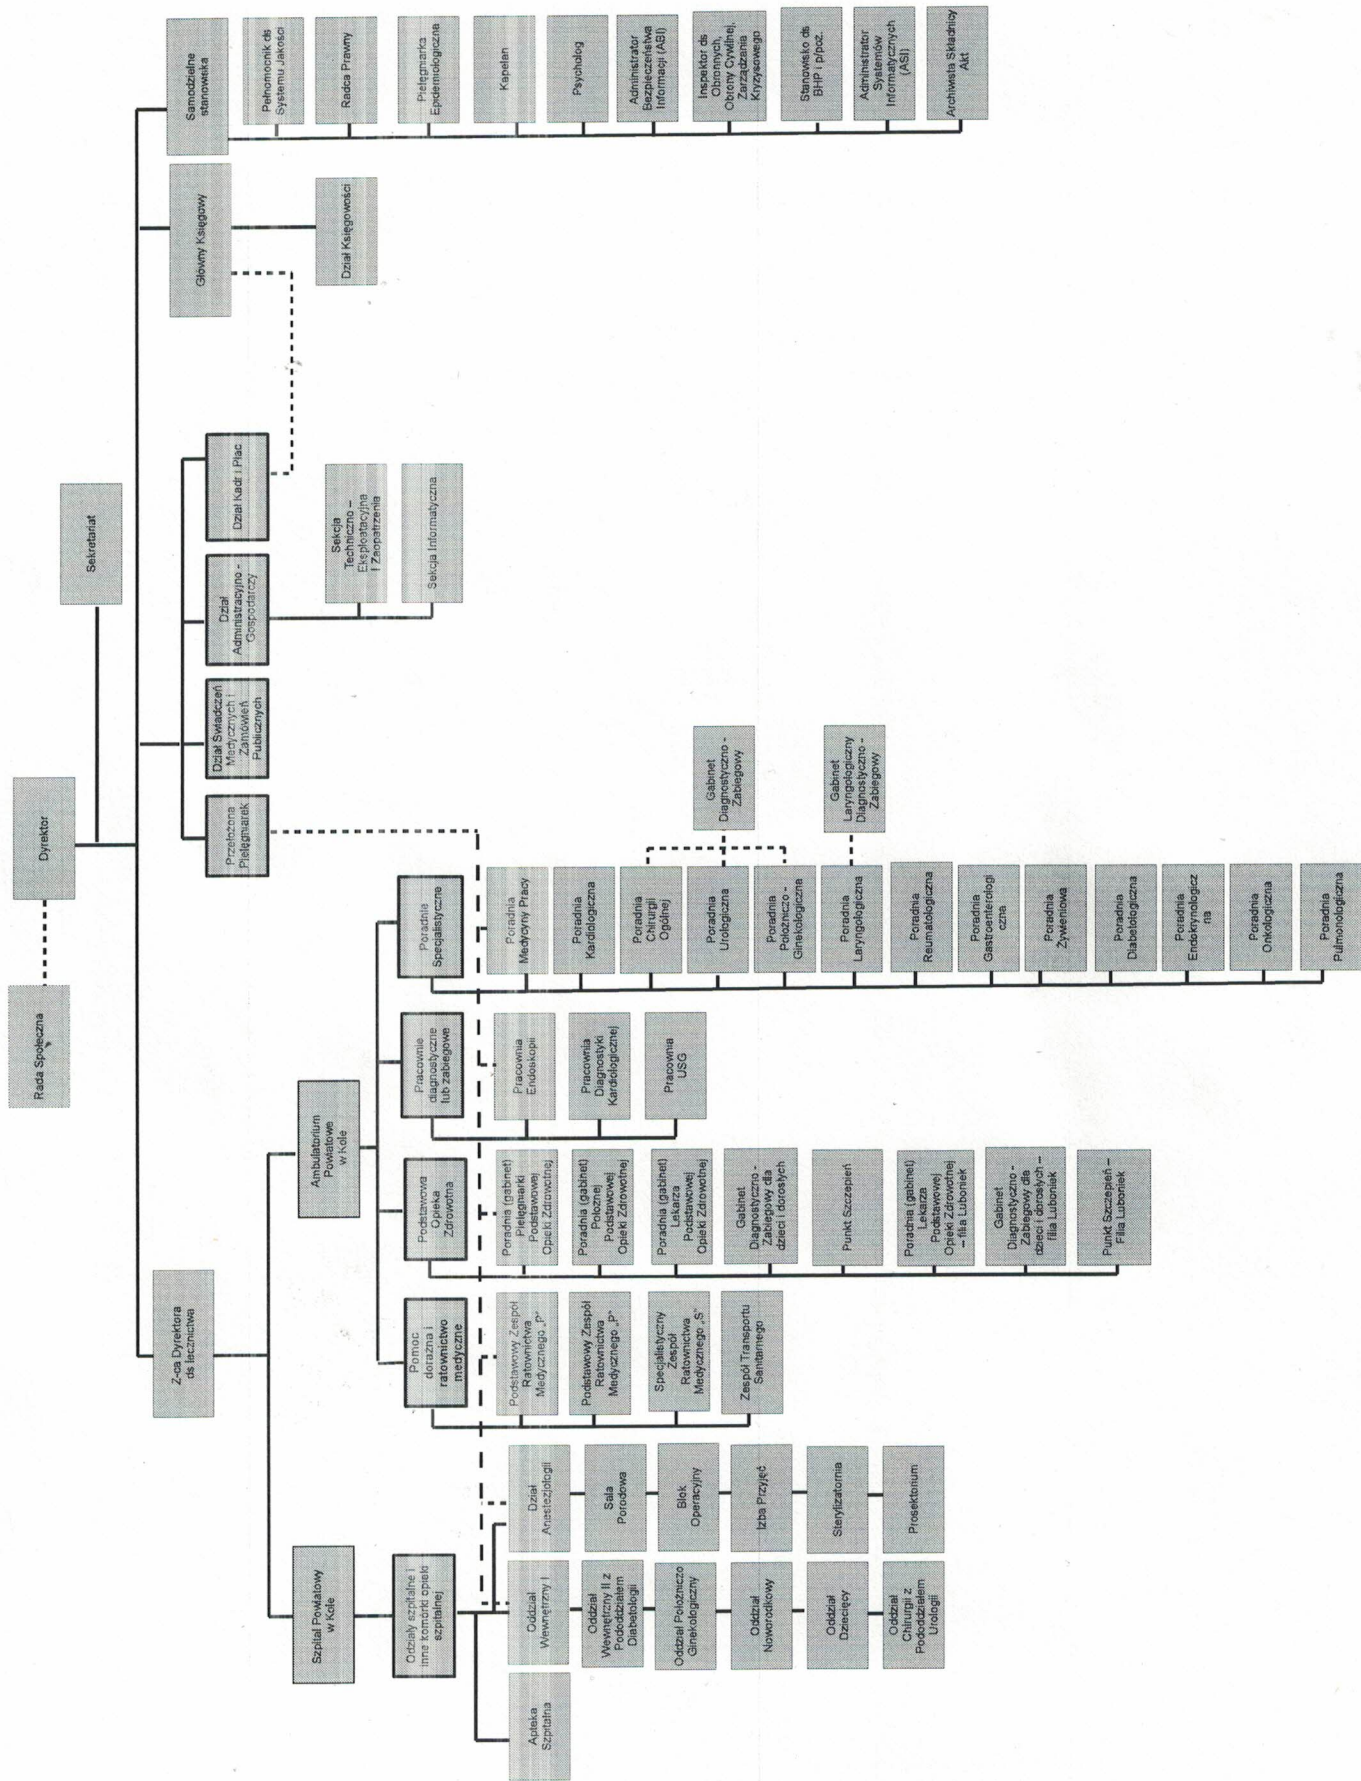 Rada Społeczna
Dyrektor
Sekretariat
Z-ca Dyrektora
ds lecznictwa
Główny Księgowy
Samodzielne
stanowiska
Przełożona
Pielęgniarek
Dział Świadczeń
Medycznych i
Zamówień
Publicznych
Dział
Administracyjno -
Gospodarczy
Dział Kadr i Płac
Dział Księgowości
Sekcja
Techniczno –
Eksploatacyjna
i Zaopatrzenia
Sekcja Informatyczna
Pełnomocnik ds
Systemu Jakości
Radca Prawny
Pielęgniarka
Epidemiologiczna
Kapelan
Psycholog
Administrator
Bezpieczeństwa
Informacji (ABI)
Inspektor ds
Obronnych,
Obrony Cywilnej,
Zarządzania
Kryzysowego
Stanowisko ds
BHP i p/poż.
Administrator
Systemów
Informatycznych
(ASI)
Archiwista Składnicy
Akt
Szpital Powiatowy
w Kole
Ambulatorium
Powiatowe
w Kole
Odziały szpitalne i
inne komórki opieki
szpitalnej
Pomoc
doraźna i
ratownictwo
medyczne
Podstawowa
Opieka
Zdrowotna
Pracownie
diagnostyczne
lub zabiegowe
Poradnia
Specjalistyczne
Apteka
Szpitalna
Oddział
Wewnętrzny I
Oddział
Wewnętrzny II z
Pododdziałem
Diabetologii
Oddział Położniczo
Ginekologiczny
Oddział
Noworodkowy
Oddział
Dziecięcy
Oddział
Chirurgii z
Pododdziałem
Urologii
Dział
Anestezjologii
Sala
Porodowa
Blok
Operacyjny
Izba Przyjęć
Sterylizatornia
Prosektorium
Podstawowy Zespół
Ratownictwa
Medycznego „P”
Podstawowy Zespół
Ratownictwa
Medycznego „P”
Specjalistyczny
Zespół
Ratownictwa
Medycznego „S”
Zespół Transportu
Sanitarnego
Poradnia (gabinet)
Pielęgniarki
Podstawowej
Opieki Zdrowotnej
Poradnia (gabinet)
Położnej
Podstawowej
Opieki Zdrowotnej
Poradnia (gabinet)
Lekarza
Podstawowej
Opieki Zdrowotnej
Gabinet
Diagnostyczno -
Zabiegowy dla
dzieci i dorosłych
Punkt Szczepień
Poradnia (gabinet)
Lekarza
Podstawowej
Opieki Zdrowotnej
– filia Luboniek
Gabinet
Diagnostyczno -
Zabiegowy dla
dzieci i dorosłych –
filia Luboniek
Punkt Szczepień –
Filia Luboniek
Pracownia
Endoskopii
Pracownia
Diagnostyki
Kardiologicznej
Pracownia
USG
Poradnia
Medycyny Pracy
Poradnia
Kardiologiczna
Poradnia
Chirurgii
Ogólnej
Poradnia
Urologiczna
Poradnia
Położniczo -
Ginekologiczna
Poradnia
Laryngologiczna
Poradnia
Reumatologiczna
Poradnia
Gastroenterologi
czna
Poradnia
Żywieniowa
Poradnia
Diabetologiczna
Poradnia
Endokrynologicz
na
Poradnia
Onkologiczna
Poradnia
Pulmonologiczna
Gabinet
Diagnostyczno -
Zabiegowy
Gabinet
Laryngologiczny
Diagnostyczno -
Zabiegowy